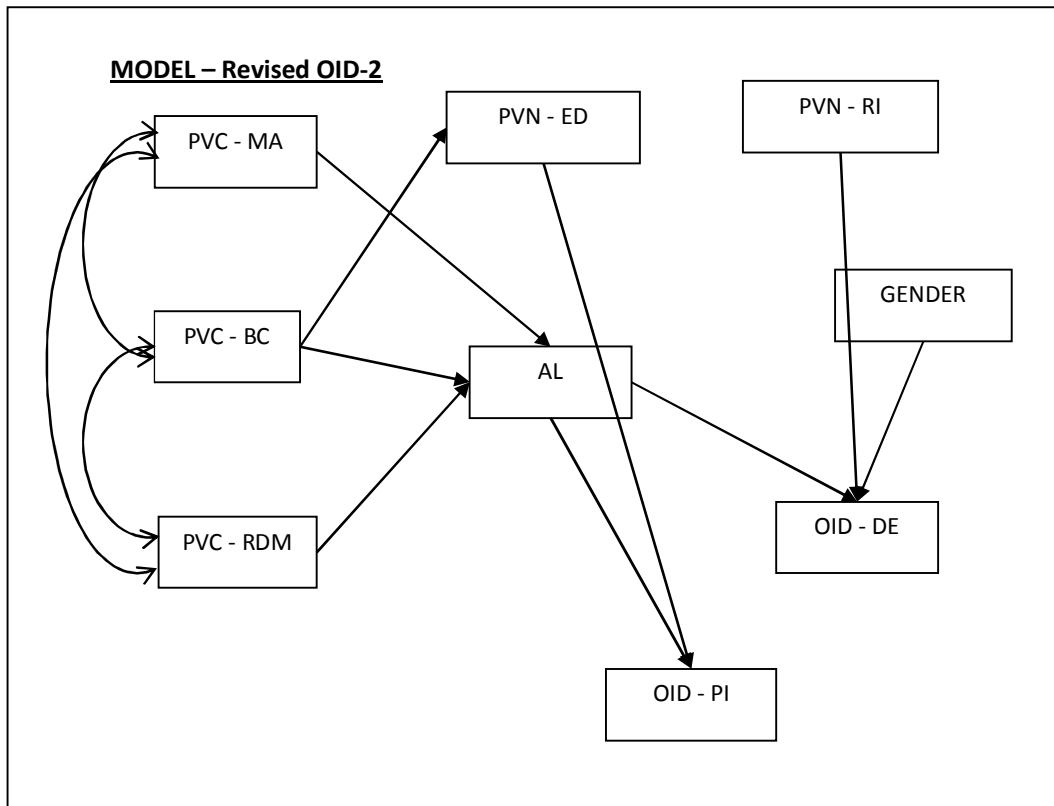 MODEL – Revised OID-2
PVC - MA
PVN - ED
PVN - RI
GENDER
PVC - BC
AL
PVC - RDM
OID - DE
OID - PI